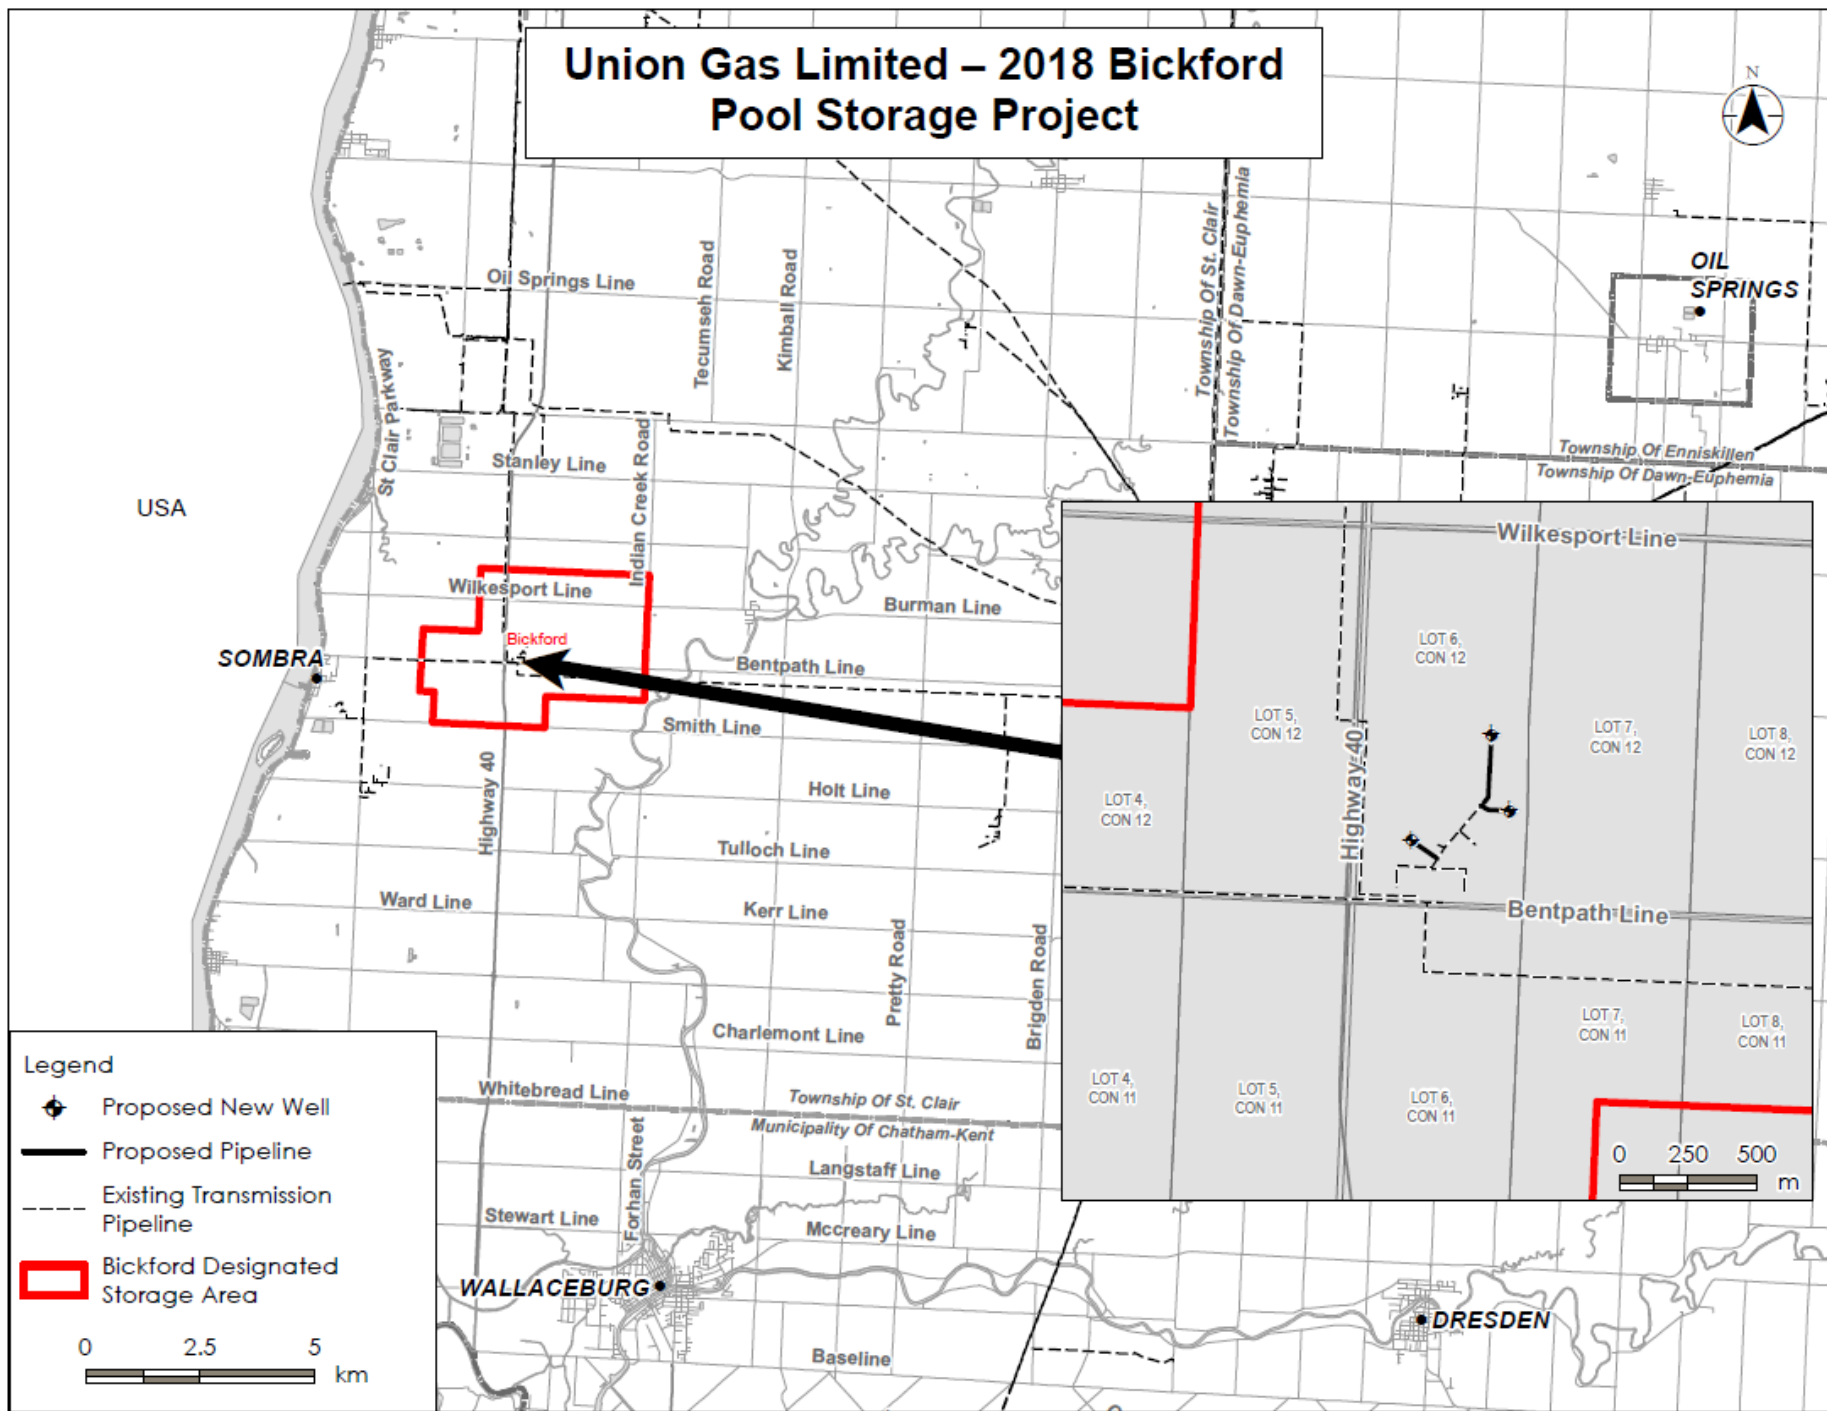 Union Gas Limited – 2018 Bickford
Pool Storage Project
N
Oil Springs Line
Tecumseh Road
Kimball Road
Township Of St. Clair
Township Of Dawn-Euphemia
OIL
SPRINGS
St Clair Parkway
Stanley Line
Indian Creek Road
Township Of Enniskillen
Township Of Dawn-Euphemia
USA
Wilkesport Line
Burman Line
Bickford
SOMBRA
Bentpath Line
Smith Line
Highway 40
Holt Line
Tulloch Line
Ward Line
Kerr Line
Pretty Road
Brigden Road
Charlemont Line
Whitebread Line
Township Of St. Clair
Municipality Of Chatham-Kent
Forhan Street
Langstaff Line
Stewart Line
Mccreary Line
WALLACEBURG
DRESDEN
Baseline
Wilkesport Line
LOT 6,
CON 12
LOT 5,
CON 12
LOT 7,
CON 12
LOT 8,
CON 12
Highway 40
LOT 4,
CON 12
Bentpath Line
LOT 7,
CON 11
LOT 8,
CON 11
LOT 4,
CON 11
LOT 5,
CON 11
LOT 6,
CON 11
0 250 500
m
Legend
Proposed New Well
Proposed Pipeline
Existing Transmission
Pipeline
Bickford Designated
Storage Area
0 2.5 5
km